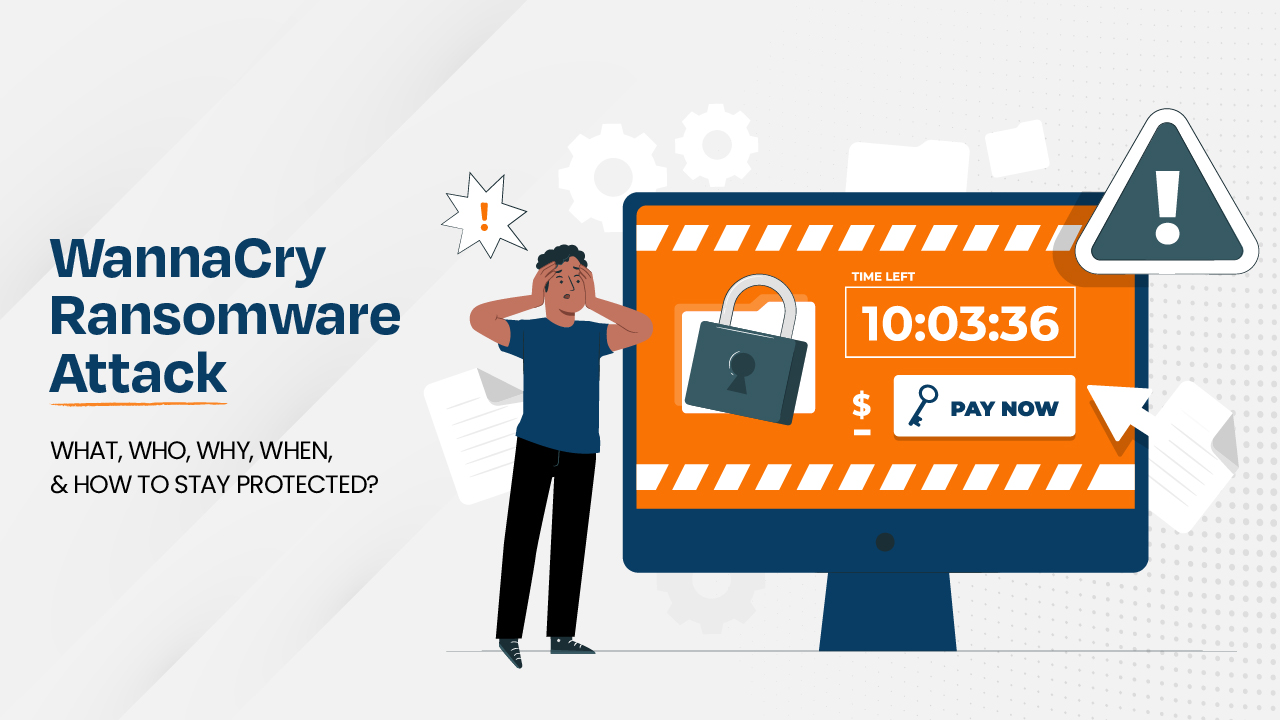 WannaCry
Ransomware
Attack
WHAT, WHO, WHY, WHEN,
& HOW TO STAY PROTECTED?
!
TIME LEFT
10:03:36
$
PAY NOW
!